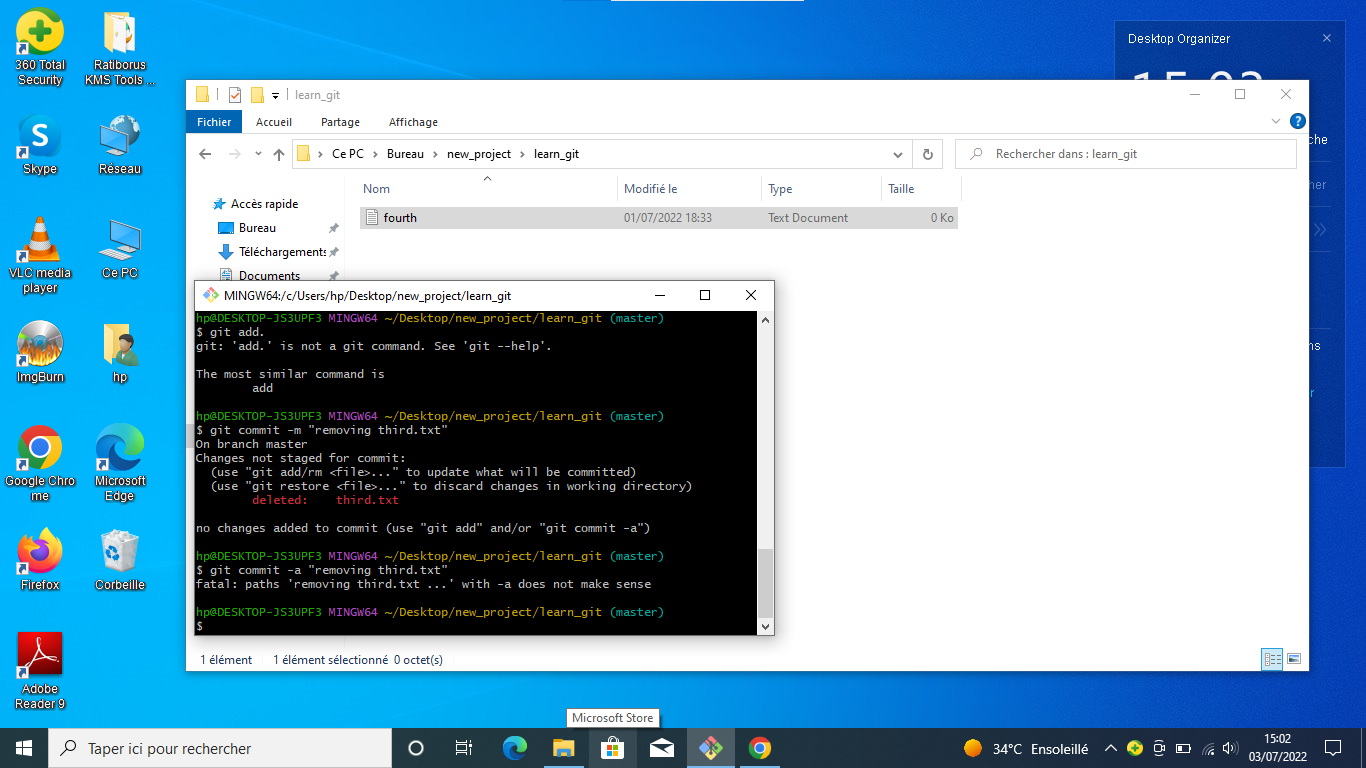 360 Total
Security
Ratiborus
KMS Tools ...
Skype
Réseau
VLC media
player
Ce PC
ImgBurn
hp
Google Chro
me
Microsoft
Edge
Firefox
Corbeille
Adobe
Reader 9
Desktop Organizer
learn_git
Fichier
Accueil
Partage
Affichage
Ce PC
Bureau
new_project
learn_git
Rechercher dans : learn_git
Nom
Modifié le
Type
Taille
Accès rapide
Bureau
Téléchargements
Documents
fourth
01/07/2022 18:33
Text Document
0 Ko
MINGW64:/c/Users/hp/Desktop/new_project/learn_git
hp@DESKTOP-JS3UPF3 MINGW64 ~/Desktop/new_project/learn_git (master)
$ git add.
git: 'add.' is not a git command. See 'git --help'.
The most similar command is
add
hp@DESKTOP-JS3UPF3 MINGW64 ~/Desktop/new_project/learn_git (master)
$ git commit -m "removing third.txt"
On branch master
Changes not staged for commit:
(use "git add/rm <file>..." to update what will be committed)
(use "git restore <file>..." to discard changes in working directory)
deleted:    third.txt
no changes added to commit (use "git add" and/or "git commit -a")
hp@DESKTOP-JS3UPF3 MINGW64 ~/Desktop/new_project/learn_git (master)
$ git commit -a "removing third.txt"
fatal: paths 'removing third.txt ...' with -a does not make sense
hp@DESKTOP-JS3UPF3 MINGW64 ~/Desktop/new_project/learn_git (master)
$
1 élément
1 élément sélectionné 0 octet(s)
Microsoft Store
Taper ici pour rechercher
34°C Ensoleillé
15:02
03/07/2022